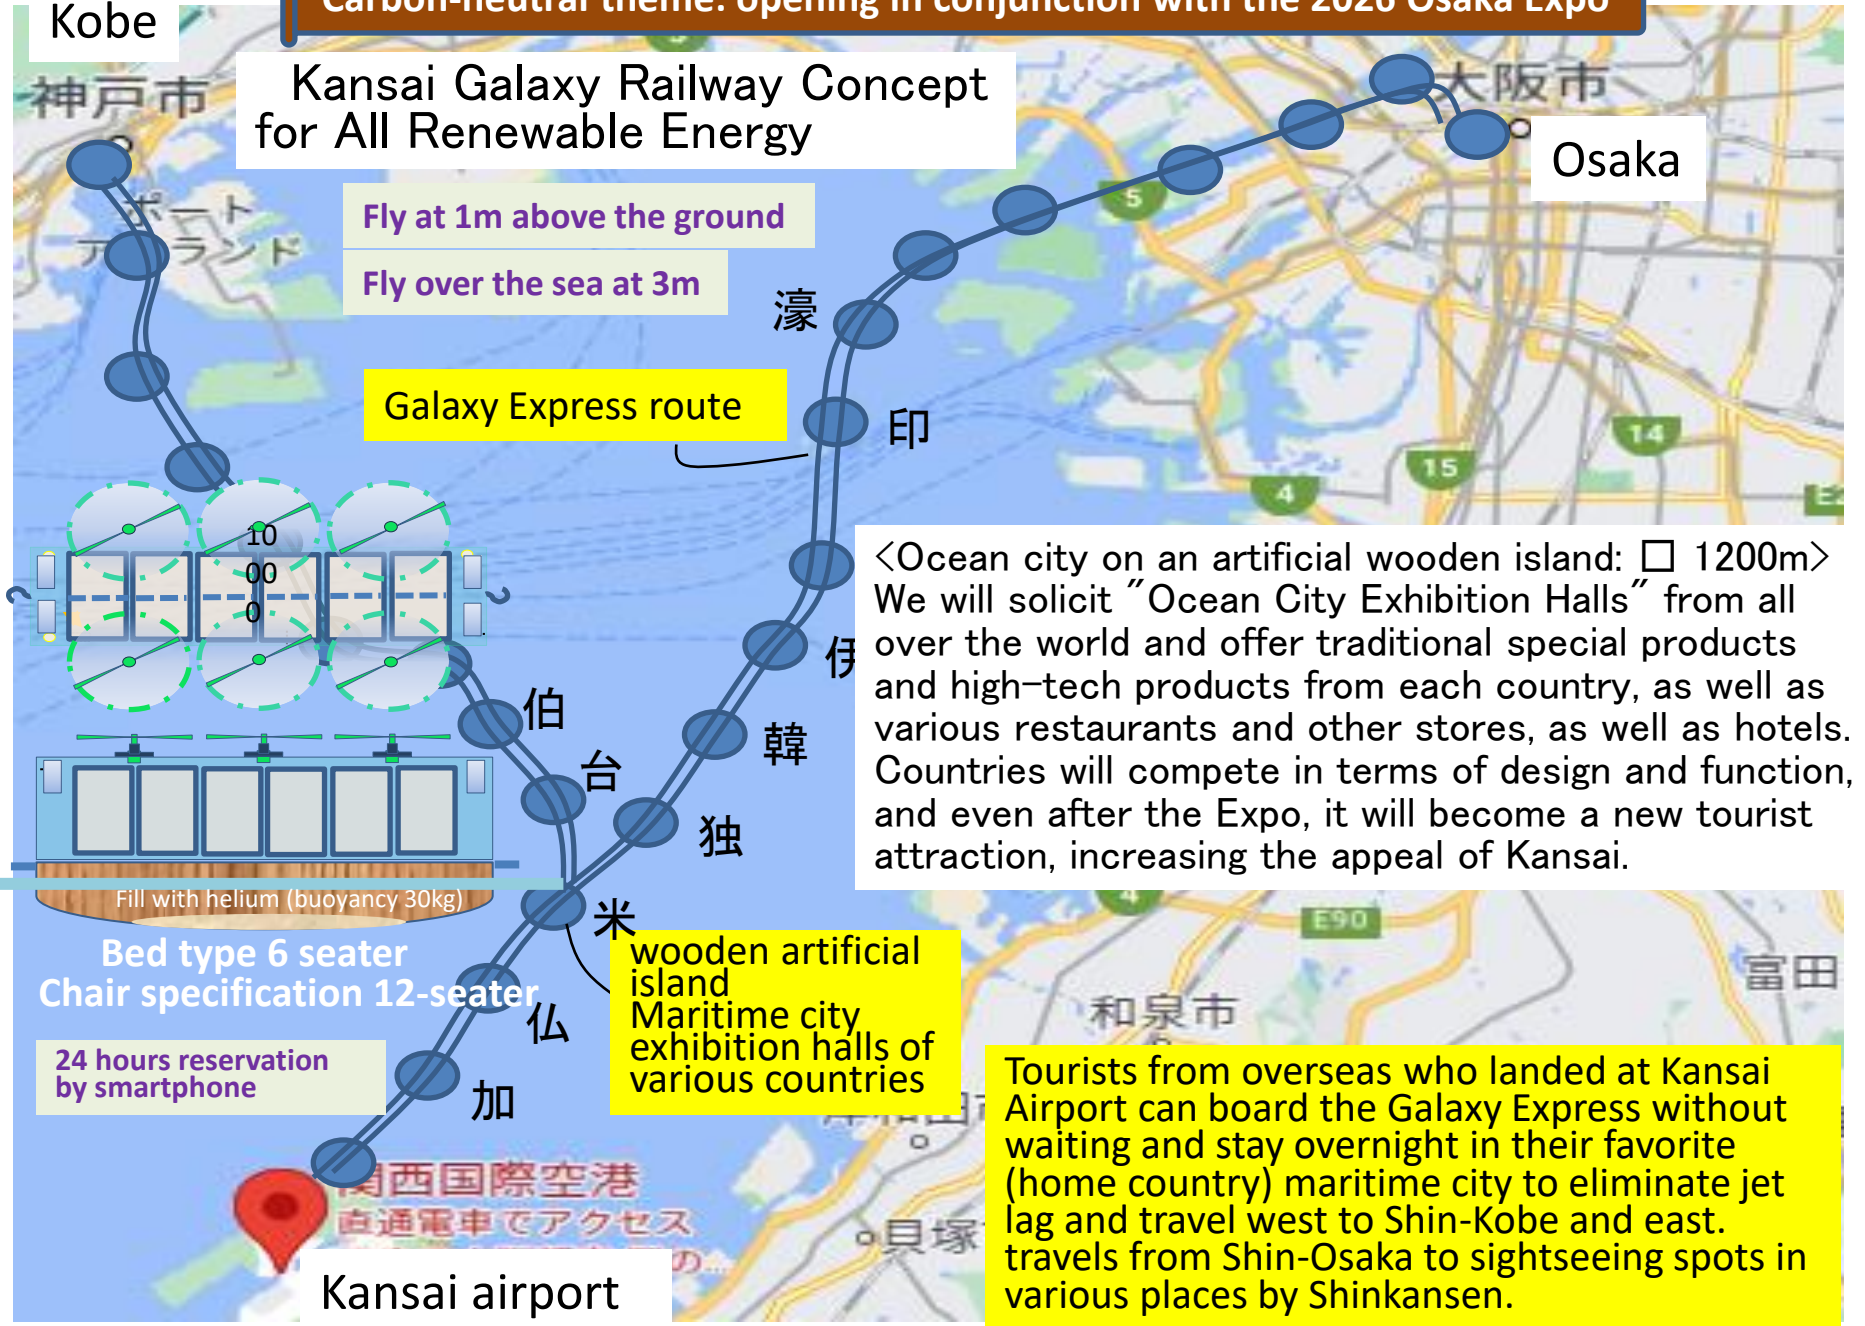 Carbon-neutral theme: opening in conjunction with the 2026 Osaka Expo
Kobe
神戸市
Kansai Galaxy Railway Concept
for All Renewable Energy
大阪市
Osaka
ポート
アイランド
Fly at 1m above the ground
Fly over the sea at 3m
5
濠
Galaxy Express route
印
14
15
4
10
00
0
<Ocean city on an artificial wooden island: □ 1200m>
We will solicit "Ocean City Exhibition Halls" from all
over the world and offer traditional special products
and high-tech products from each country, as well as
various restaurants and other stores, as well as hotels.
Countries will compete in terms of design and function,
and even after the Expo, it will become a new tourist
attraction, increasing the appeal of Kansai.
伊
伯
韓
台
独
Fill with helium (buoyancy 30kg)
4
E90
米
Bed type 6 seater
Chair specification 12-seater
wooden artificial
island
Maritime city
exhibition halls of
various countries
富田
和泉市
仏
24 hours reservation
by smartphone
加
Tourists from overseas who landed at Kansai
Airport can board the Galaxy Express without
waiting and stay overnight in their favorite
(home country) maritime city to eliminate jet
lag and travel west to Shin-Kobe and east.
travels from Shin-Osaka to sightseeing spots in
various places by Shinkansen.
関西国際空港
直通電車でアクセス
貝塚
Kansai airport